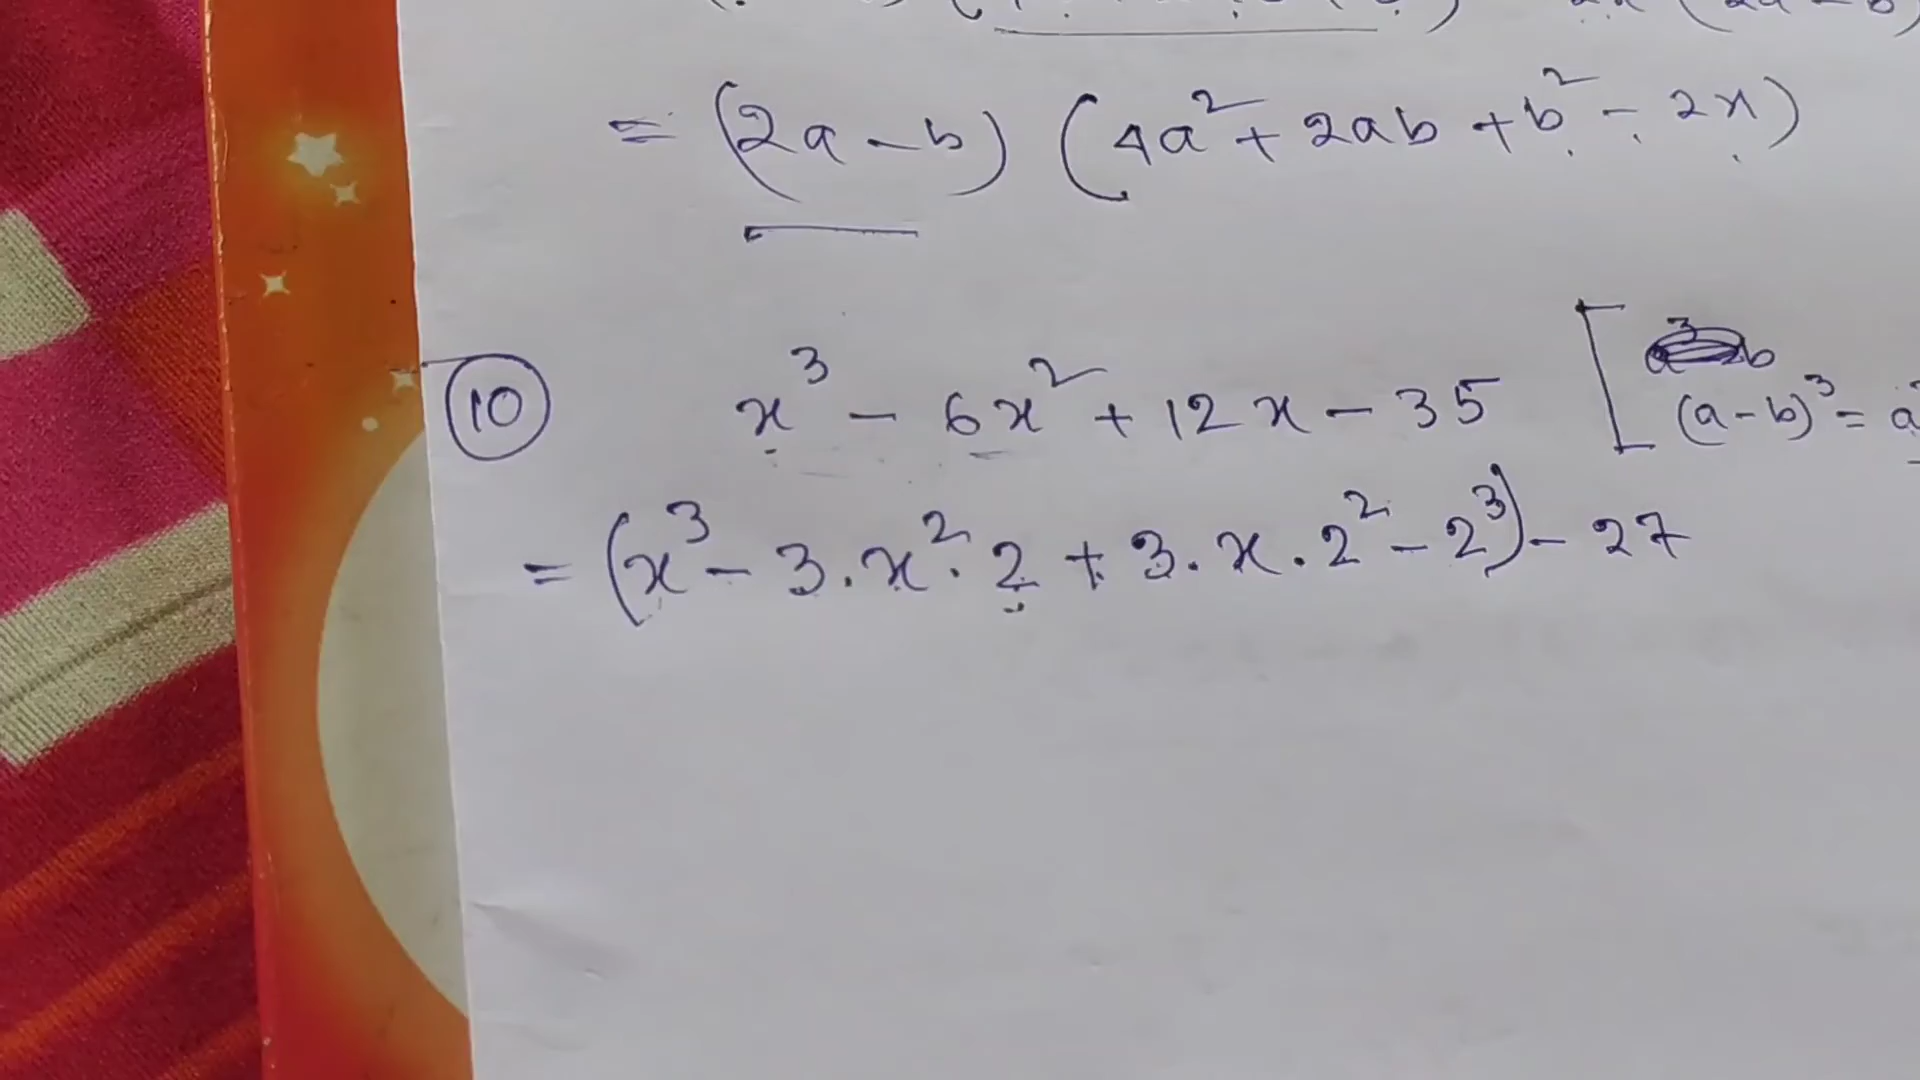 = (2a - b) (4a² + 2ab + b² - 2x)
10 x³ - 6x² + 12x - 35
(a - b)³ = a
= (x³ - 3.x².2 + 3.x.2² - 2³) - 27